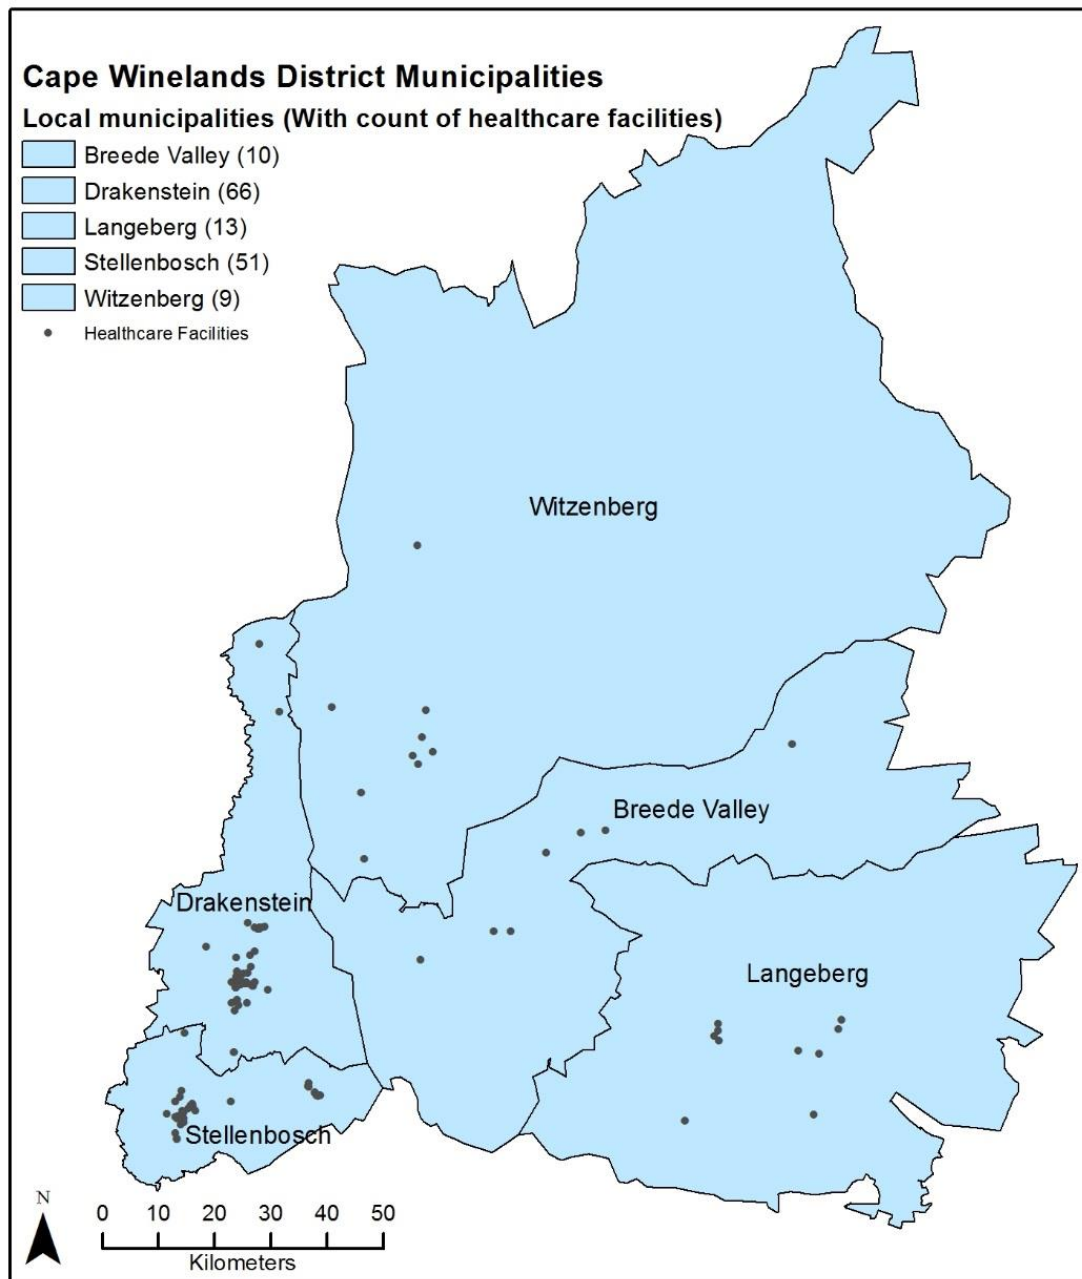 Cape Winelands District Municipalities
Local municipalities (With count of healthcare facilities)
Breede Valley (10)
Drakenstein (66)
Langeberg (13)
Stellenbosch (51)
Witzenberg (9)
Healthcare Facilities
Witzenberg
Breede Valley
Drakenstein
Langeberg
Stellenbosch
N
0 10 20 30 40 50
Kilometers